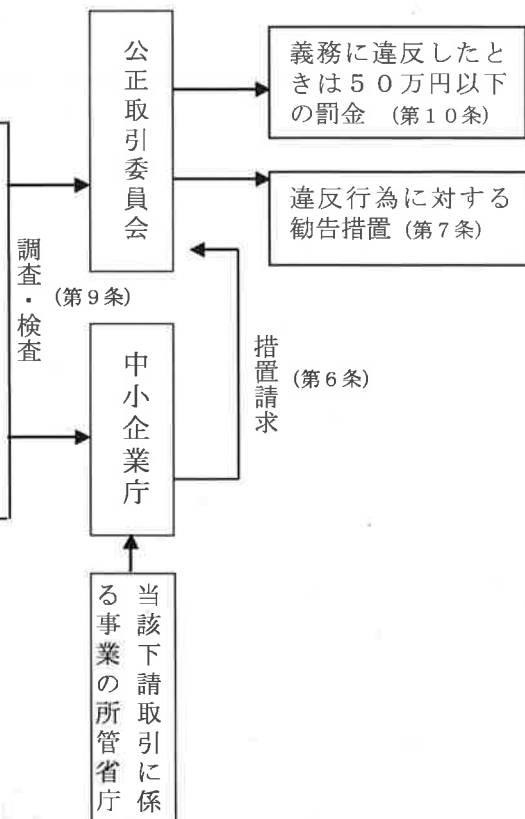 公正取引委員会
義務に違反したと
きは５０万円以下
の罰金 (第１０条)
違反行為に対する
勧告措置 (第７条)
調査・検査
(第９条)
中小企業庁
措置請求
(第６条)
当該下請取引に係
る事業の所管省庁